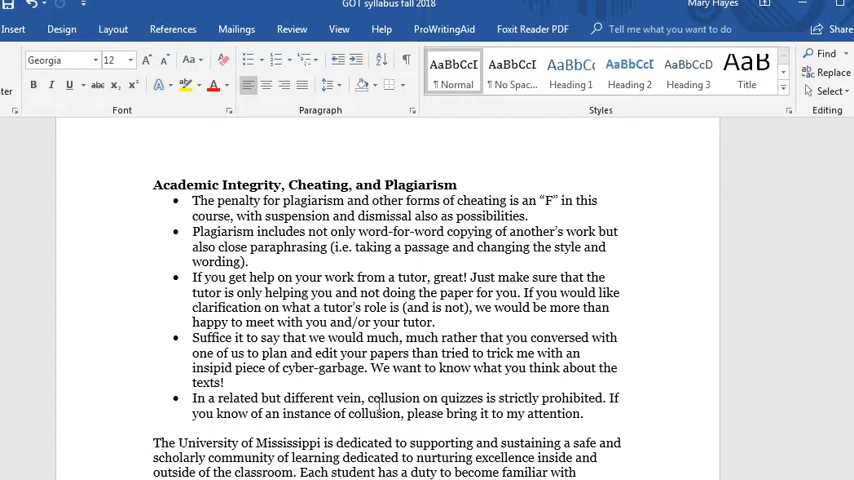 GOT syllabus fall 2018
Mary Hayes
Insert Design Layout References Mailings Review View Help ProWritingAid Foxit Reader PDF Tell me what you want to do Share
Georgia 12 Aa
AaBbCcI AaBbCcI AaBbCc AaBbCcI AaBbCcD AaBb
Find
Replace
B I U abc X₂ X² A A
¶ Normal ¶ No Spac... Heading 1 Heading 2 Heading 3 Title
Select
Font Paragraph Styles Editing
Academic Integrity, Cheating, and Plagiarism
• The penalty for plagiarism and other forms of cheating is an “F” in this
course, with suspension and dismissal also as possibilities.
• Plagiarism includes not only word-for-word copying of another’s work but
also close paraphrasing (i.e. taking a passage and changing the style and
wording).
• If you get help on your work from a tutor, great! Just make sure that the
tutor is only helping you and not doing the paper for you. If you would like
clarification on what a tutor’s role is (and is not), we would be more than
happy to meet with you and/or your tutor.
• Suffice it to say that we would much, much rather that you conversed with
one of us to plan and edit your papers than tried to trick me with an
insipid piece of cyber-garbage. We want to know what you think about the
texts!
• In a related but different vein, collusion on quizzes is strictly prohibited. If
you know of an instance of collusion, please bring it to my attention.
The University of Mississippi is dedicated to supporting and sustaining a safe and
scholarly community of learning dedicated to nurturing excellence inside and
outside of the classroom. Each student has a duty to become familiar with